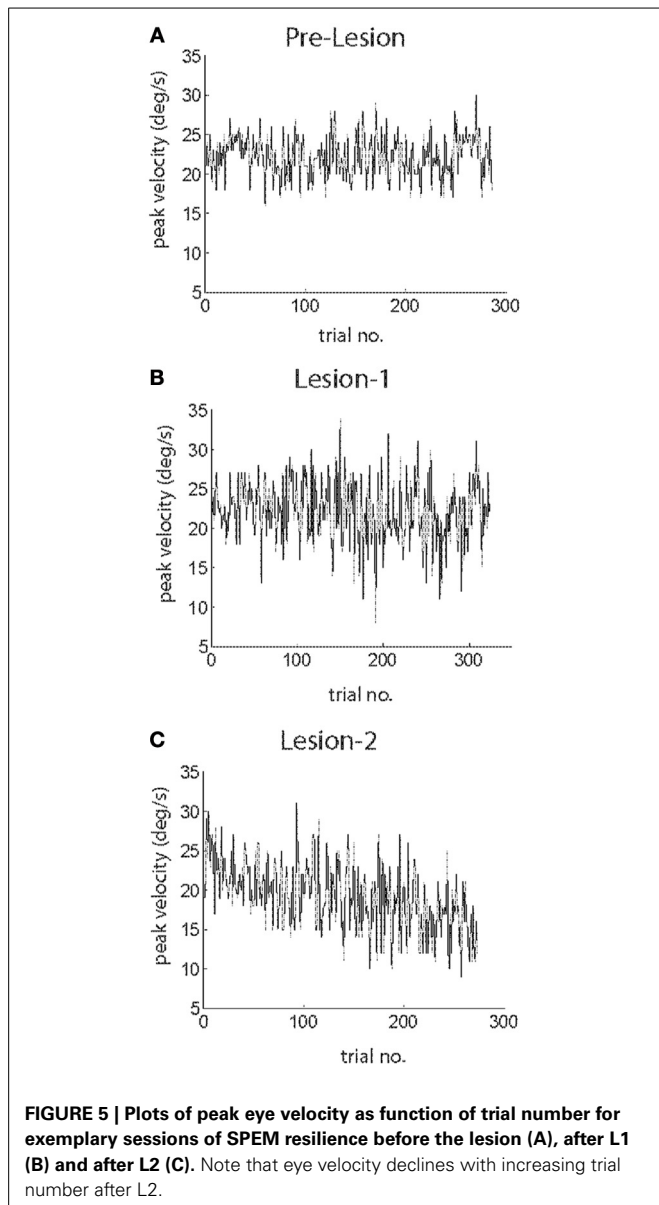 A
Pre-Lesion
35
30
25
20
15
10
5
0
100
200
300
peak velocity (deg/s)
trial no.
B
Lesion-1
35
30
25
20
15
10
5
0
100
200
300
peak velocity (deg/s)
trial no.
C
Lesion-2
35
30
25
20
15
10
5
0
100
200
300
peak velocity (deg/s)
trial no.
FIGURE 5 | Plots of peak eye velocity as function of trial number for
exemplary sessions of SPEM resilience before the lesion (A), after L1
(B) and after L2 (C). Note that eye velocity declines with increasing trial
number after L2.